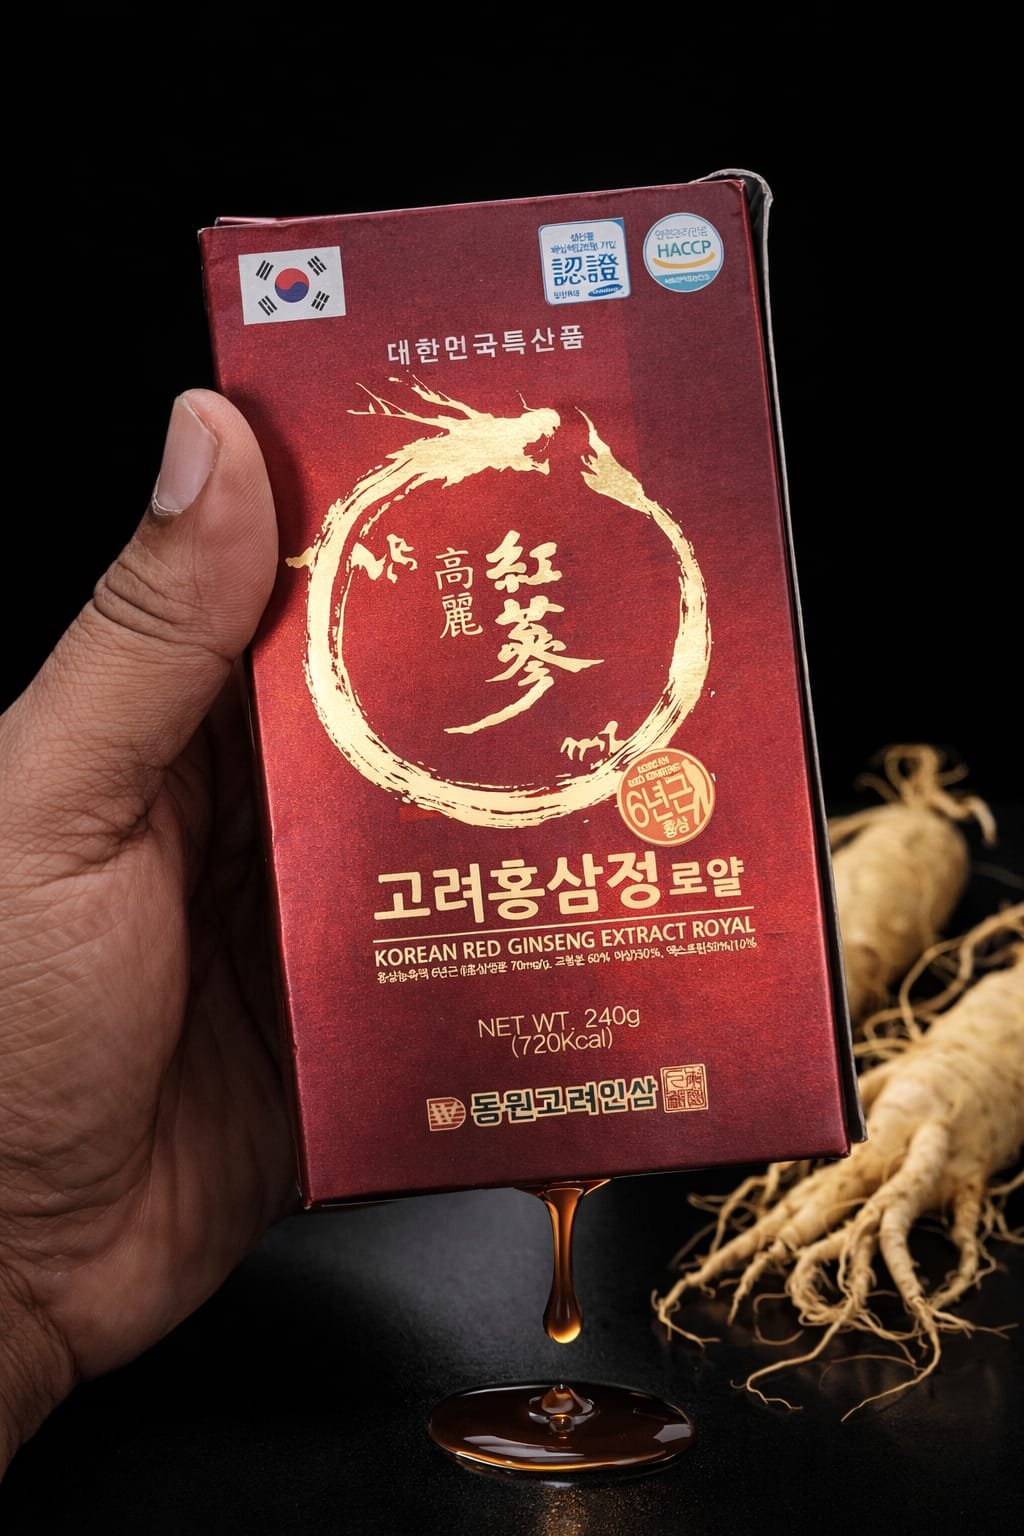 認證
HACCP
대한민국특산품
高麗
紅蔘
6년근
홍삼
고려홍삼정 로얄
KOREAN RED GINSENG EXTRACT ROYAL
NET WT. 240g
(720Kcal)
동원고려인삼